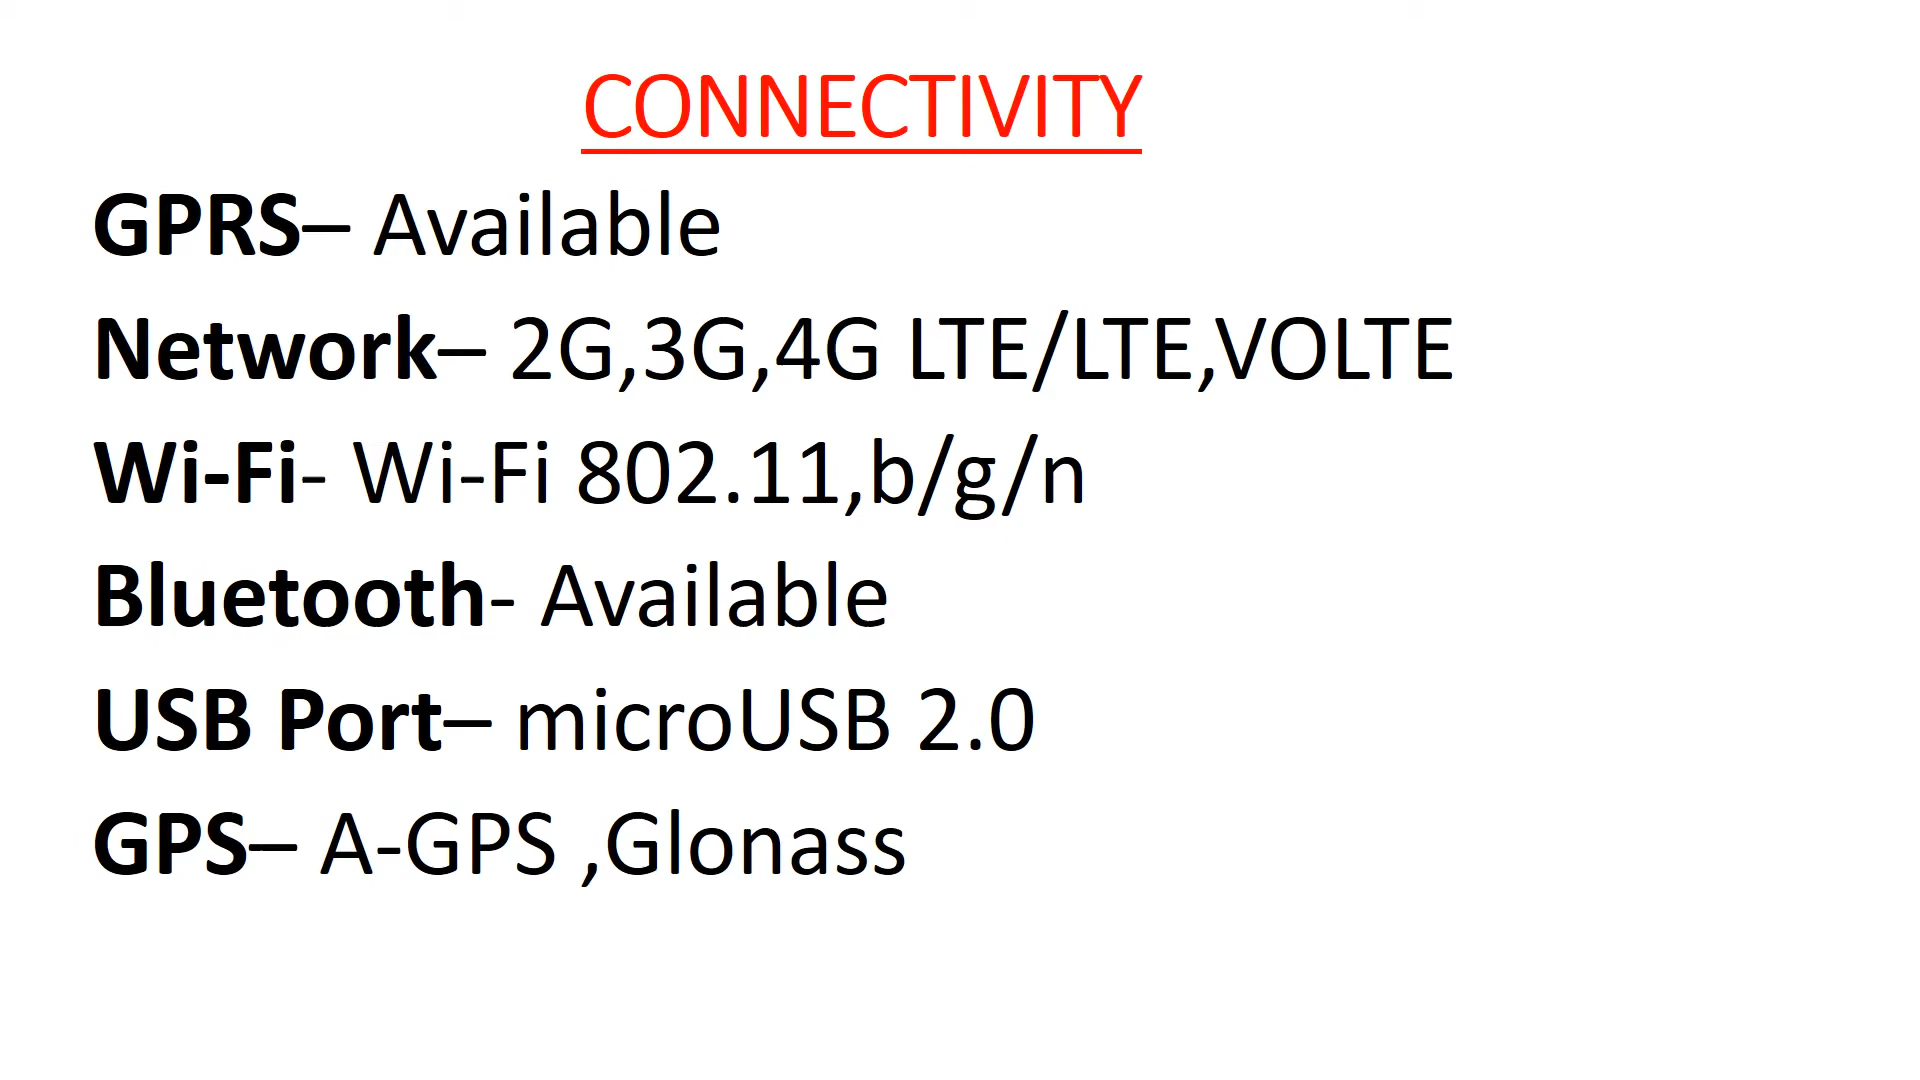 CONNECTIVITY
GPRS– Available
Network– 2G,3G,4G LTE/LTE,VOLTE
Wi-Fi- Wi-Fi 802.11,b/g/n
Bluetooth- Available
USB Port– microUSB 2.0
GPS– A-GPS ,Glonass